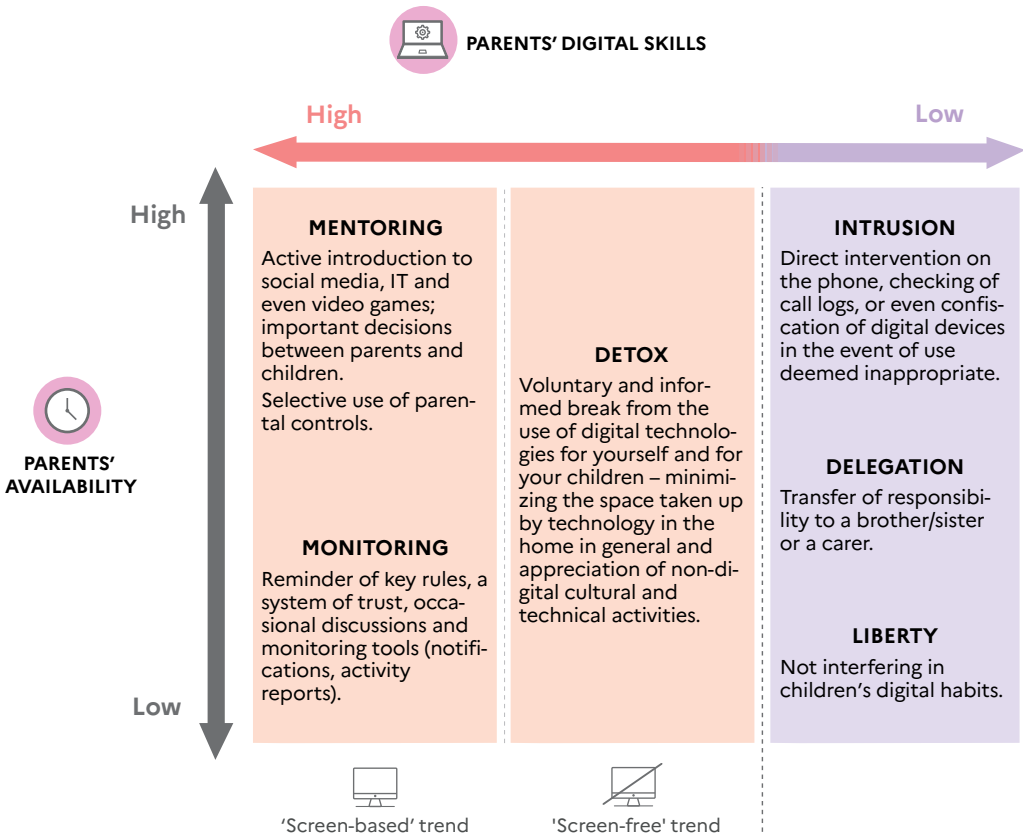 PARENTS' DIGITAL SKILLS
High
Low
High
Low
PARENTS'
AVAILABILITY
MENTORING
Active introduction to
social media, IT and
even video games;
important decisions
between parents and
children.
Selective use of paren-
tal controls.
MONITORING
Reminder of key rules, a
system of trust, occa-
sional discussions and
monitoring tools (notifi-
cations, activity
reports).
DETOX
Voluntary and infor-
med break from the
use of digital technolo-
gies for yourself and for
your children – minimi-
zing the space taken up
by technology in the
home in general and
appreciation of non-di-
gital cultural and
technical activities.
INTRUSION
Direct intervention on
the phone, checking of
call logs, or even confis-
cation of digital devices
in the event of use
deemed inappropriate.
DELEGATION
Transfer of responsibi-
lity to a brother/sister
or a carer.
LIBERTY
Not interfering in
children's digital habits.
‘Screen-based’ trend
'Screen-free' trend